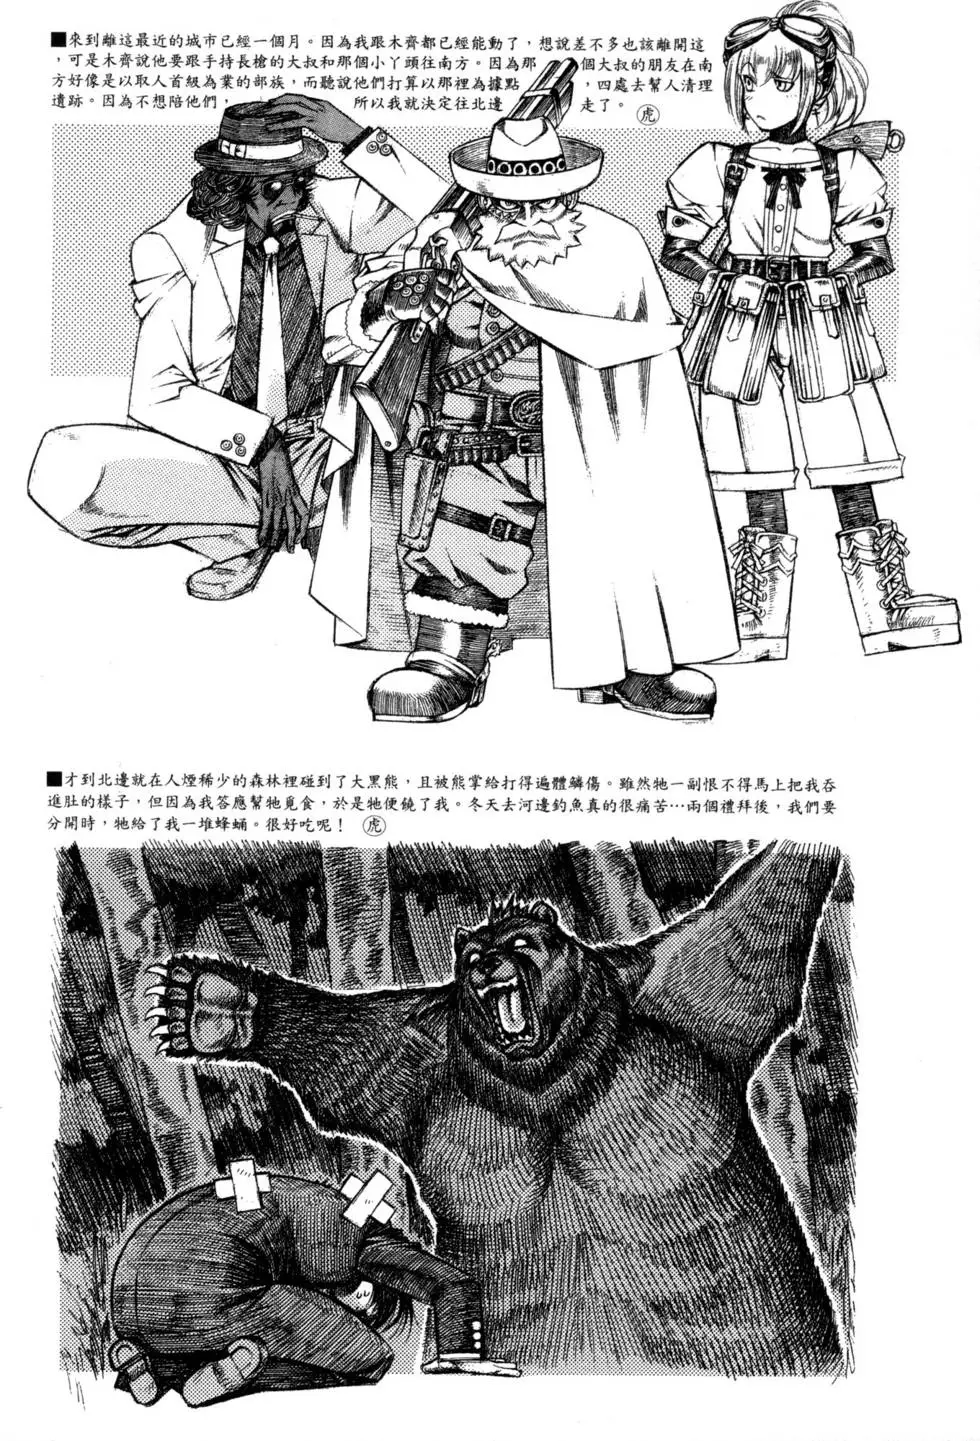 ■來到離這最近的城市已經一個月。因為我跟木齊都已經能動了，想說差不多也該離開這
，可是木齊說他要跟手持長槍的大叔和那個小丫頭往南方。因為那個大叔的朋友在南
方好像是以取人首級為業的部族，而聽說他們打算以那裡為據點，四處去幫人清理
遺跡。因為不想陪他們，所以我就決定往北邊走了。㊀虎
■才到北邊就在人煙稀少的森林裡碰到了大黑熊，且被熊掌給打得遍體鱗傷。雖然牠一副恨不得馬上把我吞
進肚的樣子，但因為我答應幫牠覓食，於是牠便饒了我。冬天去河邊釣魚真的很痛苦…兩個禮拜後，我們要
分開時，牠給了我一堆蜂蛹。很好吃呢！ 虎